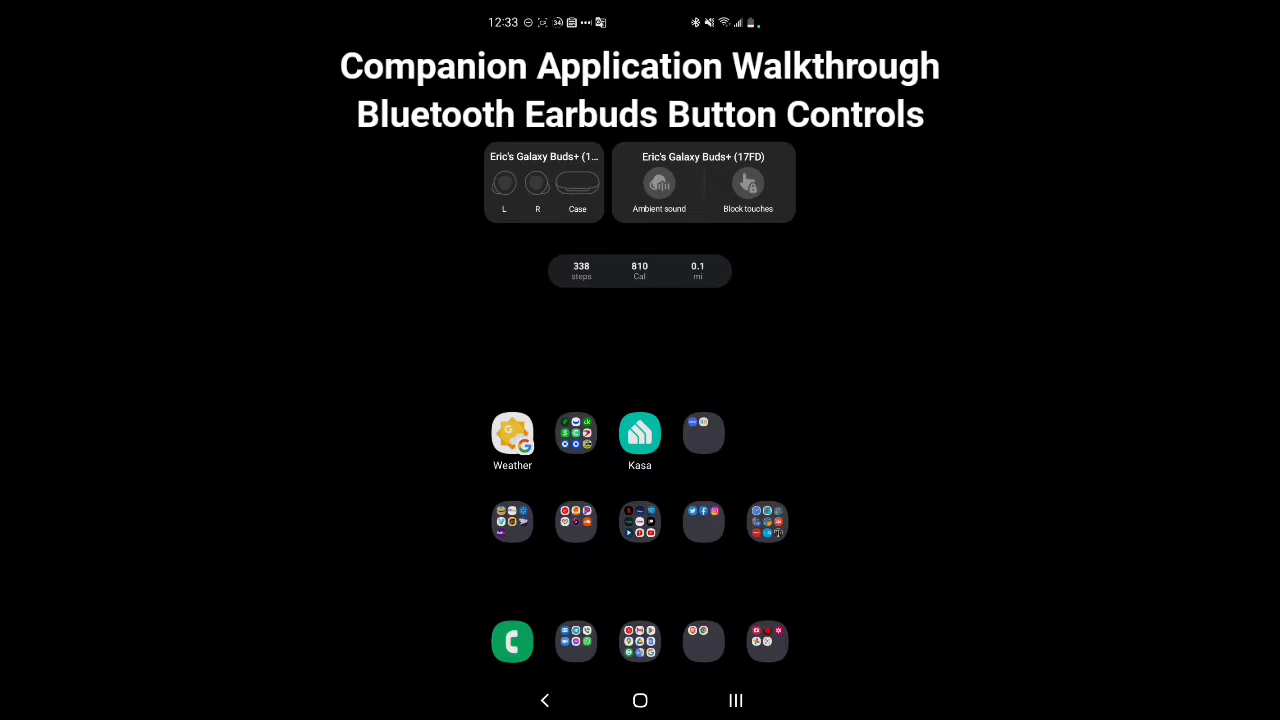 12:33
Companion Application Walkthrough
Bluetooth Earbuds Button Controls
Eric's Galaxy Buds+ (1...
Eric's Galaxy Buds+ (17FD)
L R Case
Ambient sound Block touches
338 810 0.1
steps Cal mi
Weather Kasa